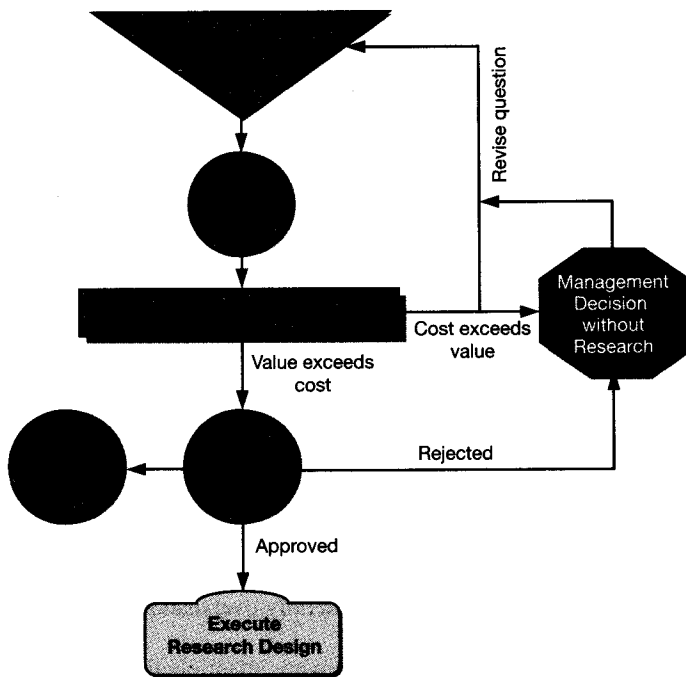 Revise question
Management
Decision
without
Research
Cost exceeds
value
Value exceeds
cost
Rejected
Approved
Execute
Research Design